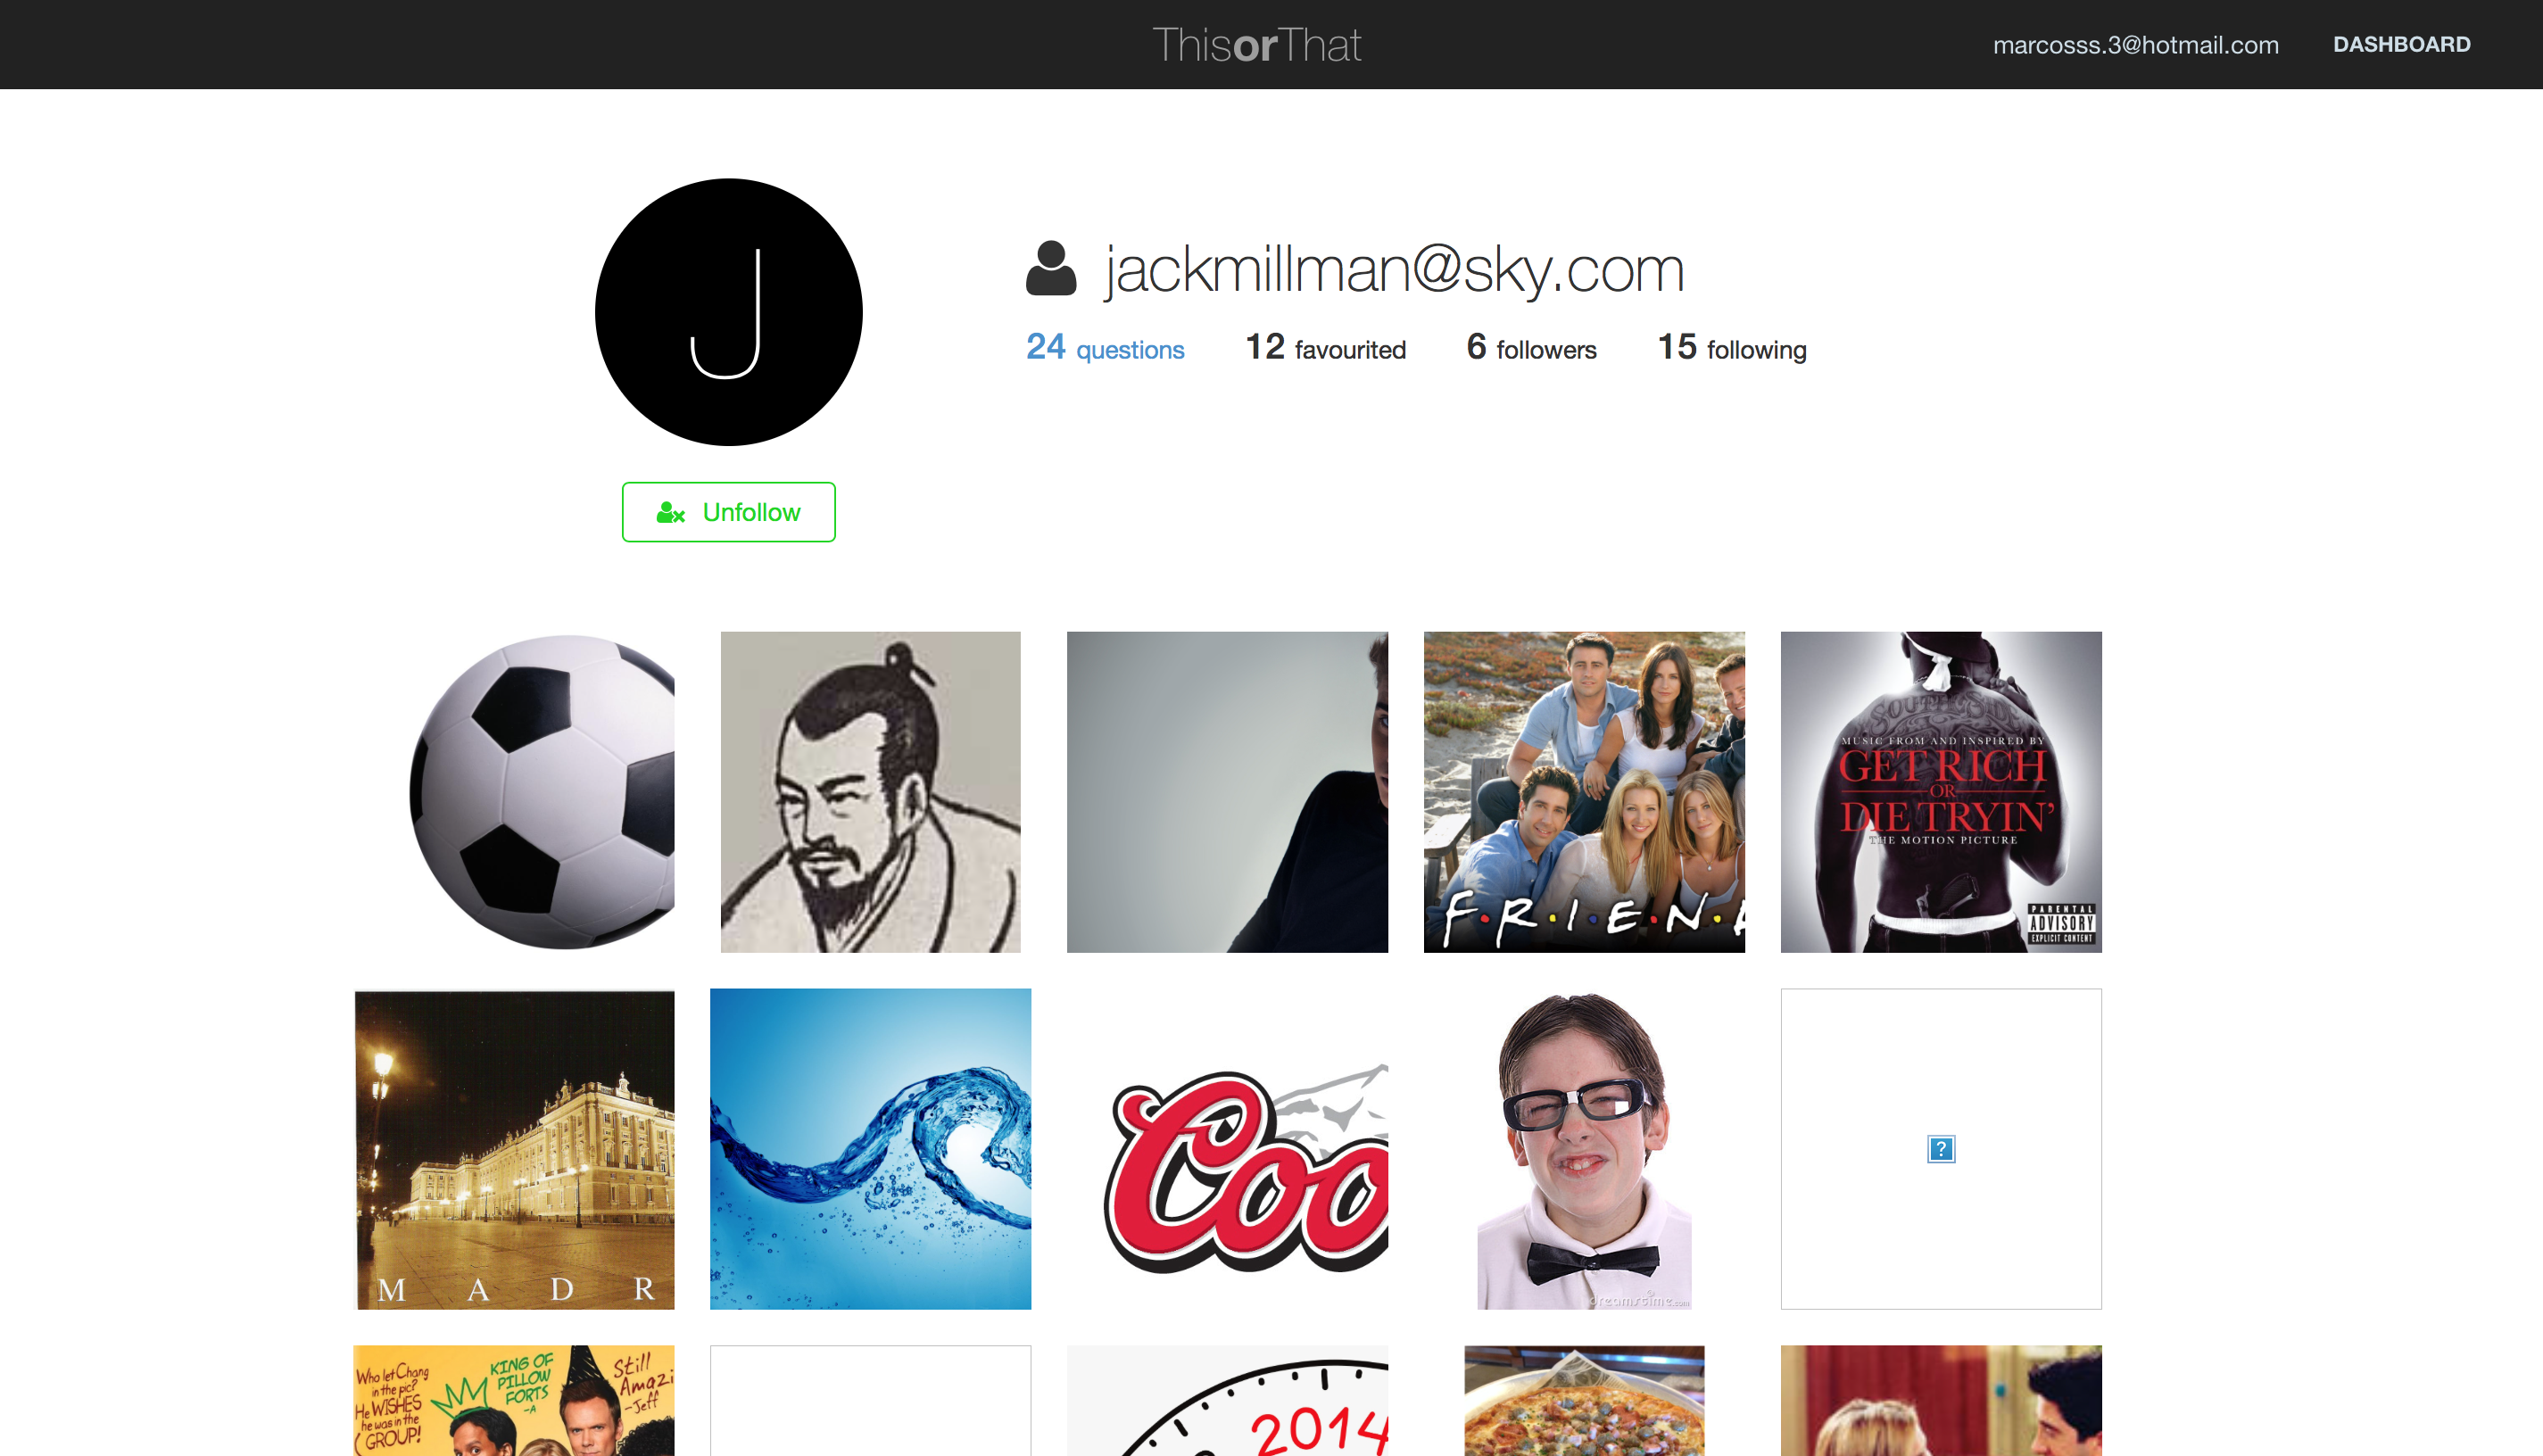 ThisorThat
marcosss.3@hotmail.com
DASHBOARD
J
jackmillman@sky.com
24 questions
12 favourited
6 followers
15 following
Unfollow
F·R·I·E·N·
SOUTHSIDE
MUSIC FROM AND INSPIRED BY
GET RICH
OR
DIE TRYIN'
THE MOTION PICTURE
PARENTAL
ADVISORY
EXPLICIT CONTENT
M A D R
Coo
dreamstime.com
?
Who let Chang
in the pic?
He WISHES
he was in the
GROUP!
KING OF
PILLOW
FORTS
-A
Still
Amazi
-Jeff
2014